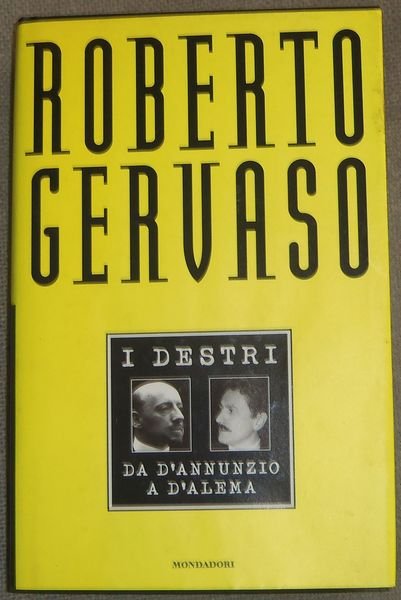 ROBERTO
GERVASO
I DESTRI
DA D'ANNUNZIO
A D'ALEMA
MONDADORI